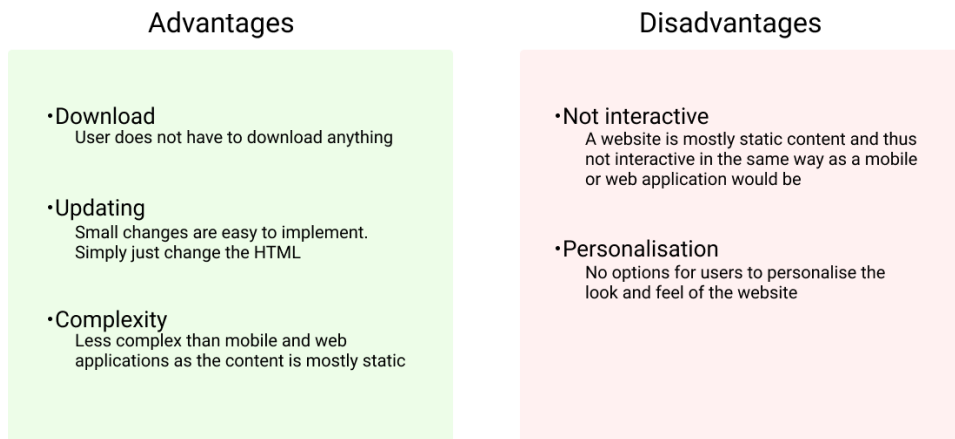 Advantages
·Download
User does not have to download anything
·Updating
Small changes are easy to implement.
Simply just change the HTML
·Complexity
Less complex than mobile and web
applications as the content is mostly static
Disadvantages
·Not interactive
A website is mostly static content and thus
not interactive in the same way as a mobile
or web application would be
·Personalisation
No options for users to personalise the
look and feel of the website